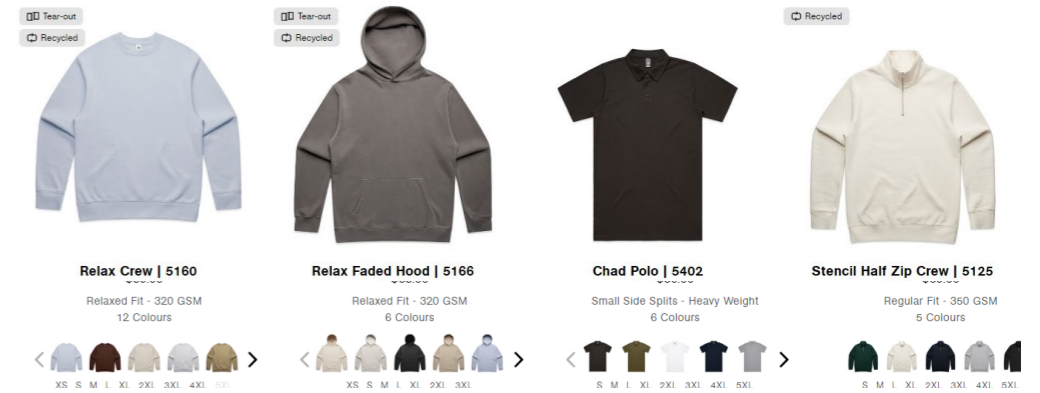 Tear-out
Recycled
Tear-out
Recycled
Recycled
Relax Crew | 5160
Relaxed Fit - 320 GSM
12 Colours
XS S M L XL 2XL 3XL 4XL 5XL
Relax Faded Hood | 5166
Relaxed Fit - 320 GSM
6 Colours
XS S M L XL 2XL 3XL
Chad Polo | 5402
Small Side Splits - Heavy Weight
6 Colours
S M L XL 2XL 3XL 4XL 5XL
Stencil Half Zip Crew | 5125
Regular Fit - 350 GSM
5 Colours
S M L XL 2XL 3XL 4XL 5XL